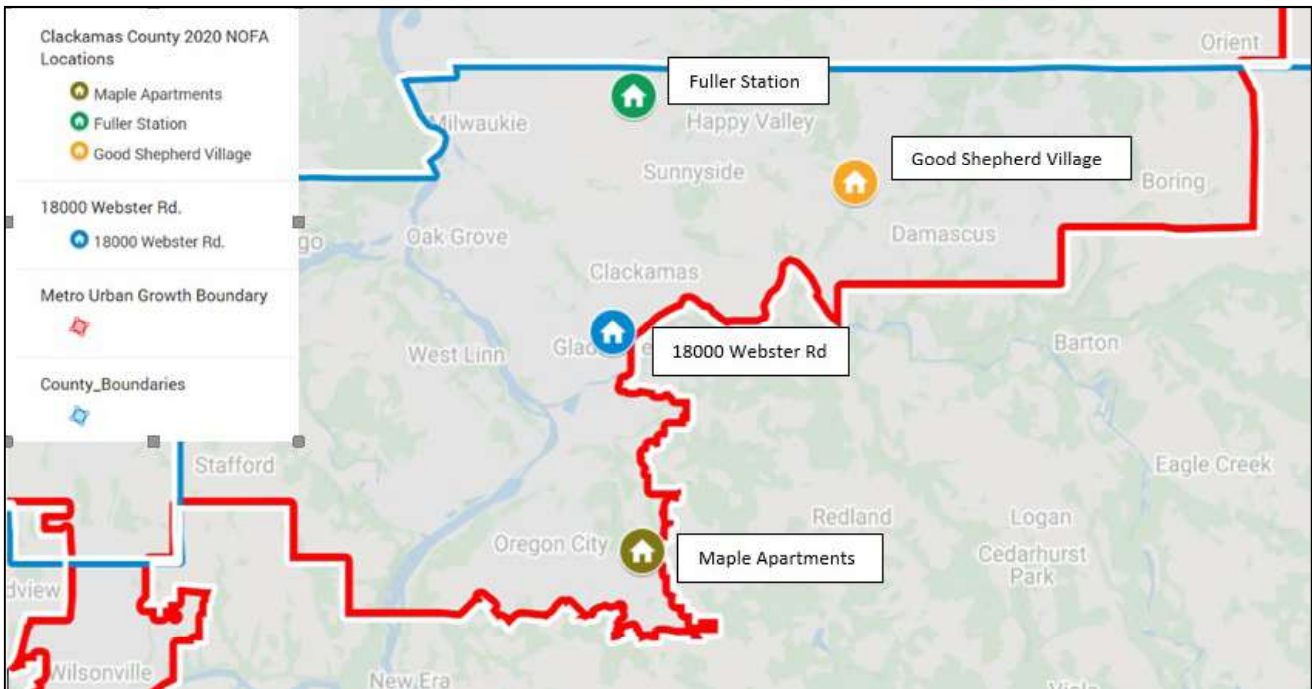 Clackamas County 2020 NOFA
Locations
Maple Apartments
Fuller Station
Good Shepherd Village
18000 Webster Rd.
18000 Webster Rd.
Metro Urban Growth Boundary
County_Boundaries
Orient
Fuller Station
Milwaukie
Happy Valley
Good Shepherd Village
Sunnyside
Boring
go
Oak Grove
Damascus
Clackamas
18000 Webster Rd
West Linn
Barton
Stafford
Eagle Creek
Redland
Logan
Oregon City
Maple Apartments
Cedarhurst
Park
dview
Wilsonville
New Era